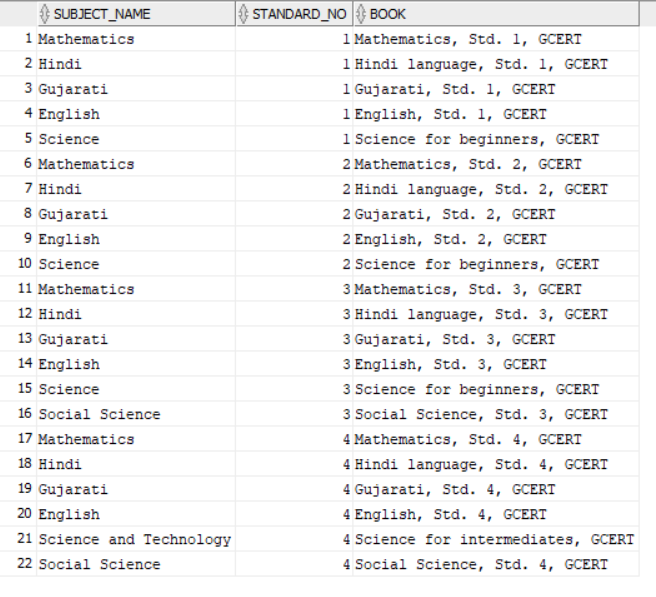 SUBJECT_NAME STANDARD_NO BOOK
1 Mathematics 1 Mathematics, Std. 1, GCERT
2 Hindi 1 Hindi language, Std. 1, GCERT
3 Gujarati 1 Gujarati, Std. 1, GCERT
4 English 1 English, Std. 1, GCERT
5 Science 1 Science for beginners, GCERT
6 Mathematics 2 Mathematics, Std. 2, GCERT
7 Hindi 2 Hindi language, Std. 2, GCERT
8 Gujarati 2 Gujarati, Std. 2, GCERT
9 English 2 English, Std. 2, GCERT
10 Science 2 Science for beginners, GCERT
11 Mathematics 3 Mathematics, Std. 3, GCERT
12 Hindi 3 Hindi language, Std. 3, GCERT
13 Gujarati 3 Gujarati, Std. 3, GCERT
14 English 3 English, Std. 3, GCERT
15 Science 3 Science for beginners, GCERT
16 Social Science 3 Social Science, Std. 3, GCERT
17 Mathematics 4 Mathematics, Std. 4, GCERT
18 Hindi 4 Hindi language, Std. 4, GCERT
19 Gujarati 4 Gujarati, Std. 4, GCERT
20 English 4 English, Std. 4, GCERT
21 Science and Technology 4 Science for intermediates, GCERT
22 Social Science 4 Social Science, Std. 4, GCERT